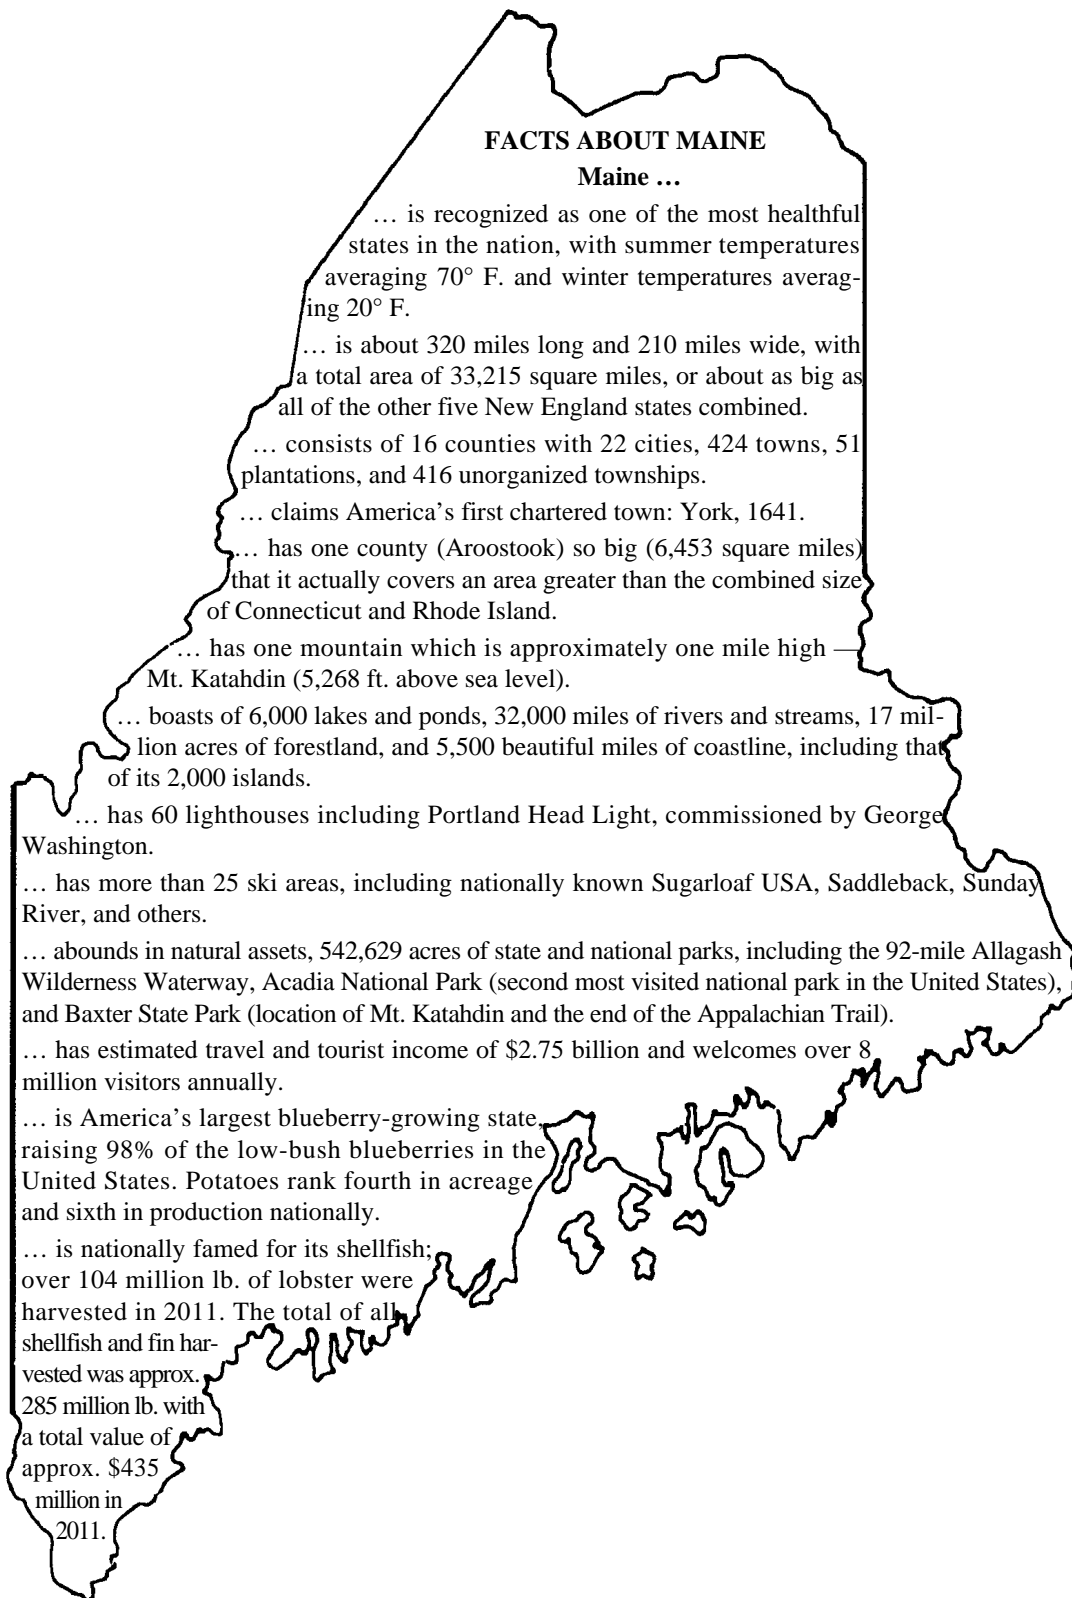 FACTS ABOUT MAINE
Maine …
… is recognized as one of the most healthful
states in the nation, with summer temperatures
averaging 70° F. and winter temperatures averag-
ing 20° F.
… is about 320 miles long and 210 miles wide, with
a total area of 33,215 square miles, or about as big as
all of the other five New England states combined.
… consists of 16 counties with 22 cities, 424 towns, 51
plantations, and 416 unorganized townships.
… claims America’s first chartered town: York, 1641.
… has one county (Aroostook) so big (6,453 square miles)
that it actually covers an area greater than the combined size
of Connecticut and Rhode Island.
… has one mountain which is approximately one mile high —
Mt. Katahdin (5,268 ft. above sea level).
… boasts of 6,000 lakes and ponds, 32,000 miles of rivers and streams, 17 mil-
lion acres of forestland, and 5,500 beautiful miles of coastline, including that
of its 2,000 islands.
… has 60 lighthouses including Portland Head Light, commissioned by George
Washington.
… has more than 25 ski areas, including nationally known Sugarloaf USA, Saddleback, Sunday
River, and others.
… abounds in natural assets, 542,629 acres of state and national parks, including the 92-mile Allagash
Wilderness Waterway, Acadia National Park (second most visited national park in the United States),
and Baxter State Park (location of Mt. Katahdin and the end of the Appalachian Trail).
… has estimated travel and tourist income of $2.75 billion and welcomes over 8
million visitors annually.
… is America’s largest blueberry-growing state,
raising 98% of the low-bush blueberries in the
United States. Potatoes rank fourth in acreage
and sixth in production nationally.
… is nationally famed for its shellfish;
over 104 million lb. of lobster were
harvested in 2011. The total of all
shellfish and fin har-
vested was approx.
285 million lb. with
a total value of
approx. $435
million in
2011.